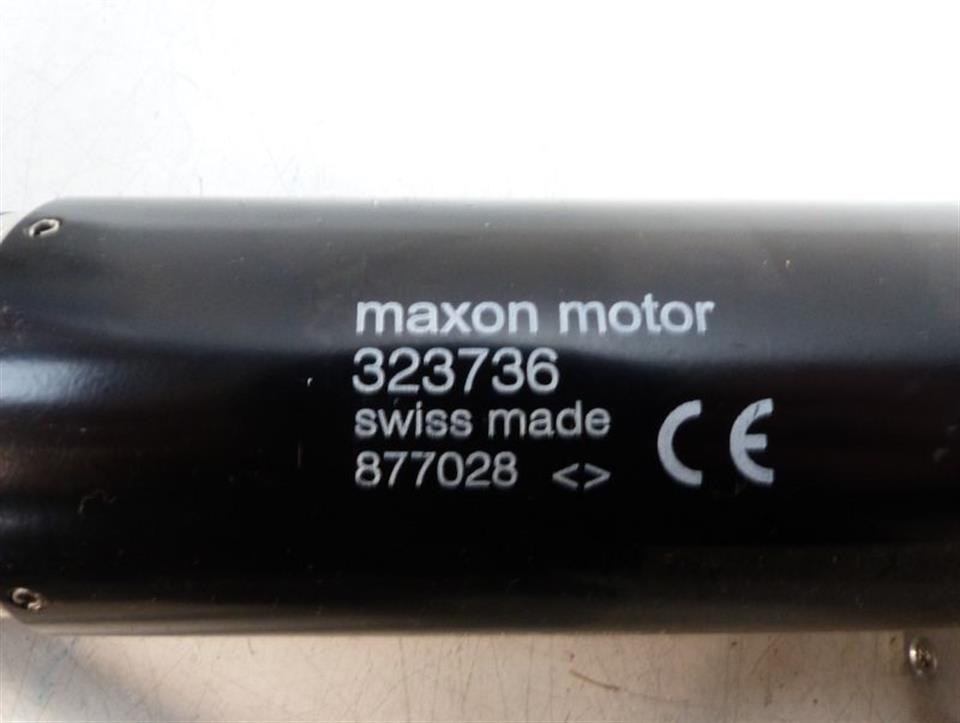 maxon motor
323736
swiss made
877028 <>
CE